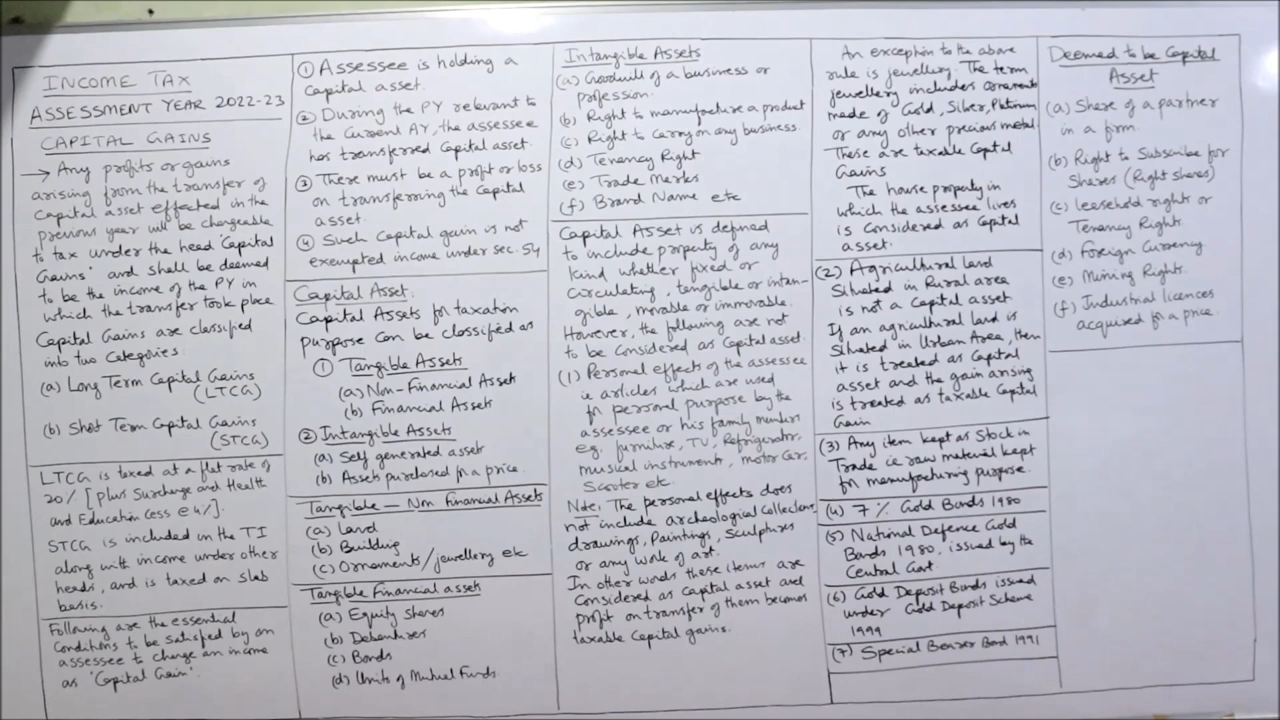 INCOME TAX
ASSESSMENT YEAR 2022-23
CAPITAL GAINS
→ Any profits or gains
arising from the transfer of
Capital asset effected in the
previous year will be chargeable
to tax under the head 'Capital
Gains' and shall be deemed
to be the income of the PY in
which the transfer took place
Capital Gains are classified
into two Categories.
(a) Long Term Capital Gains
(LTCG)
(b) Short Term Capital Gains
(STCG)
LTCG is taxed at a flat rate of
20% [plus Surcharge and Health
and Education Cess @ 4%].
STCG is included in the TI
along with income under other
heads, and is taxed on slab
basis.
Following are the essential
Conditions to be satisfied by an
assessee to charge an income
as 'Capital Gain'.
① Assessee is holding a
Capital asset.
② During the PY relevant to
the Current AY, the assessee
has transferred Capital asset.
③ There must be a profit or loss
on transferring the Capital
asset.
④ Such Capital gain is not
exempted income under sec. 54
Capital Asset:
Capital Assets for taxation
purpose can be classified as
① Tangible Assets
(a) Non-Financial Asset
(b) Financial Assets
② Intangible Assets
(a) Self generated asset
(b) Assets purchased for a price.
Tangible — Non Financial Assets
(a) Land
(b) Building
(c) Ornaments/jewellery etc
Tangible Financial assets
(a) Equity Shares
(b) Debentures
(c) Bonds
(d) Units of Mutual Funds.
Intangible Assets
(a) Goodwill of a business or
profession.
(b) Right to manufacture a product
(c) Right to Carry on any business.
(d) Tenancy Right
(e) Trade Marks
(f) Brand Name etc
Capital Asset is defined
to include property of any
kind whether fixed or
Circulating, tangible or intan-
gible, movable or immovable.
However, the following are not
to be Considered as Capital asset.
(1) Personal effects of the assessee
ie articles which are used
for personal purpose by the
assessee or his family members
e.g. furniture, TV, Refrigerator,
musical instruments, motor Car,
Scooter etc.
Note: The personal effects does
not include archeological Collections,
drawings, Paintings, Sculptures
or any work of art.
In other words these items are
Considered as Capital asset and
profit on transfer of them becomes
taxable Capital gains.
An exception to the above
rule is jewellery. The term
jewellery includes ornaments
made of Gold, Silver, Platinum
or any other precious metal.
These are taxable Capital
Gains
The house property in
which the assessee lives
is Considered as Capital
asset.
(2) Agricultural land
Situated in Rural area
is not a Capital asset
If an agricultural land is
Situated in Urban Area, then
it is treated as Capital
asset and the gain arising
is treated as taxable Capital
Gain
(3) Any item kept as Stock in
Trade ie raw material kept
for manufacturing purpose.
(4) 7% Gold Bonds 1980
(5) National Defence Gold
Bonds 1980, issued by the
Central Govt.
(6) Gold Deposit Bonds issued
under Gold Deposit Scheme
1999
(7) Special Bearer Bond 1991
Deemed to be Capital
Asset
(a) Share of a partner
in a firm.
(b) Right to Subscribe for
Shares (Right shares)
(c) leasehold rights or
Tenancy Rights.
(d) Foreign Currency
(e) Mining Rights.
(f) Industrial licences
acquired for a price.